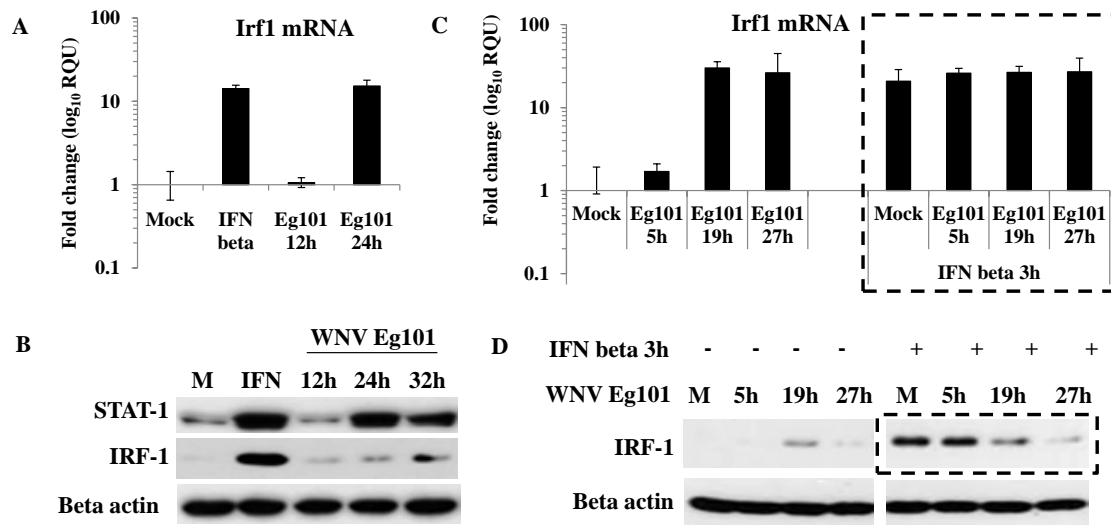 A
Irf1 mRNA
Fold change (log10 RQU)
100
10
1
0.1
Mock
IFN beta
Eg101 12h
Eg101 24h
C
Irf1 mRNA
Fold change (log10 RQU)
100
10
1
0.1
Mock
Eg101 5h
Eg101 19h
Eg101 27h
Mock
Eg101 5h
Eg101 19h
Eg101 27h
IFN beta 3h
B
WNV Eg101
M IFN 12h 24h 32h
STAT-1
IRF-1
Beta actin
D
IFN beta 3h - - - - + + + +
WNV Eg101 M 5h 19h 27h M 5h 19h 27h
IRF-1
Beta actin